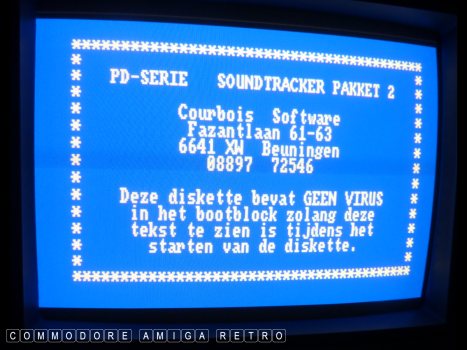 ****************************************
PD-SERIE SOUNDTRACKER PAKKET 2
Courbois Software
Fazantlaan 61-63
6641 XW Beuningen
08897 72546
Deze diskette bevat GEEN VIRUS
in het bootblock zolang deze
tekst te zien is tijdens het
starten van de diskette.
****************************************
COMMODORE AMIGA RETRO